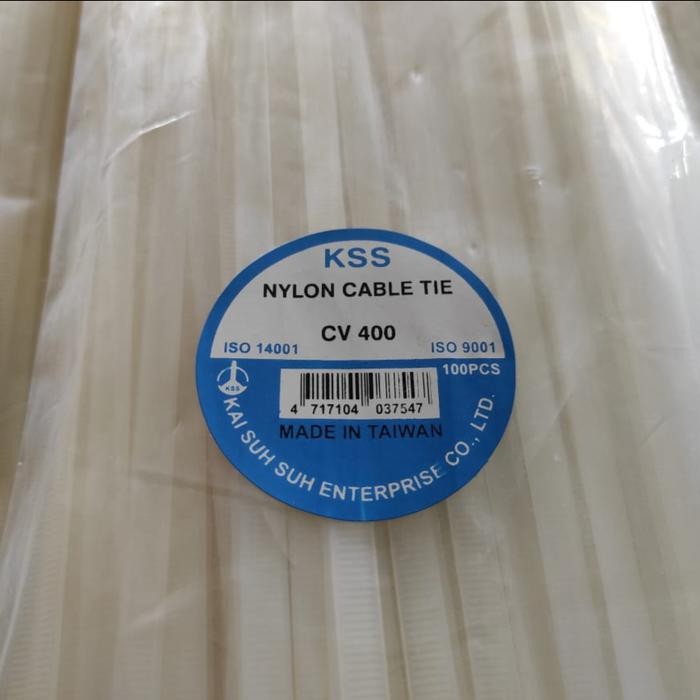 KSS
NYLON CABLE TIE
CV 400
ISO 14001
ISO 9001
100PCS
KSS
4 717104 037547
MADE IN TAIWAN
KAI SUH SUH ENTERPRISE CO., LTD.